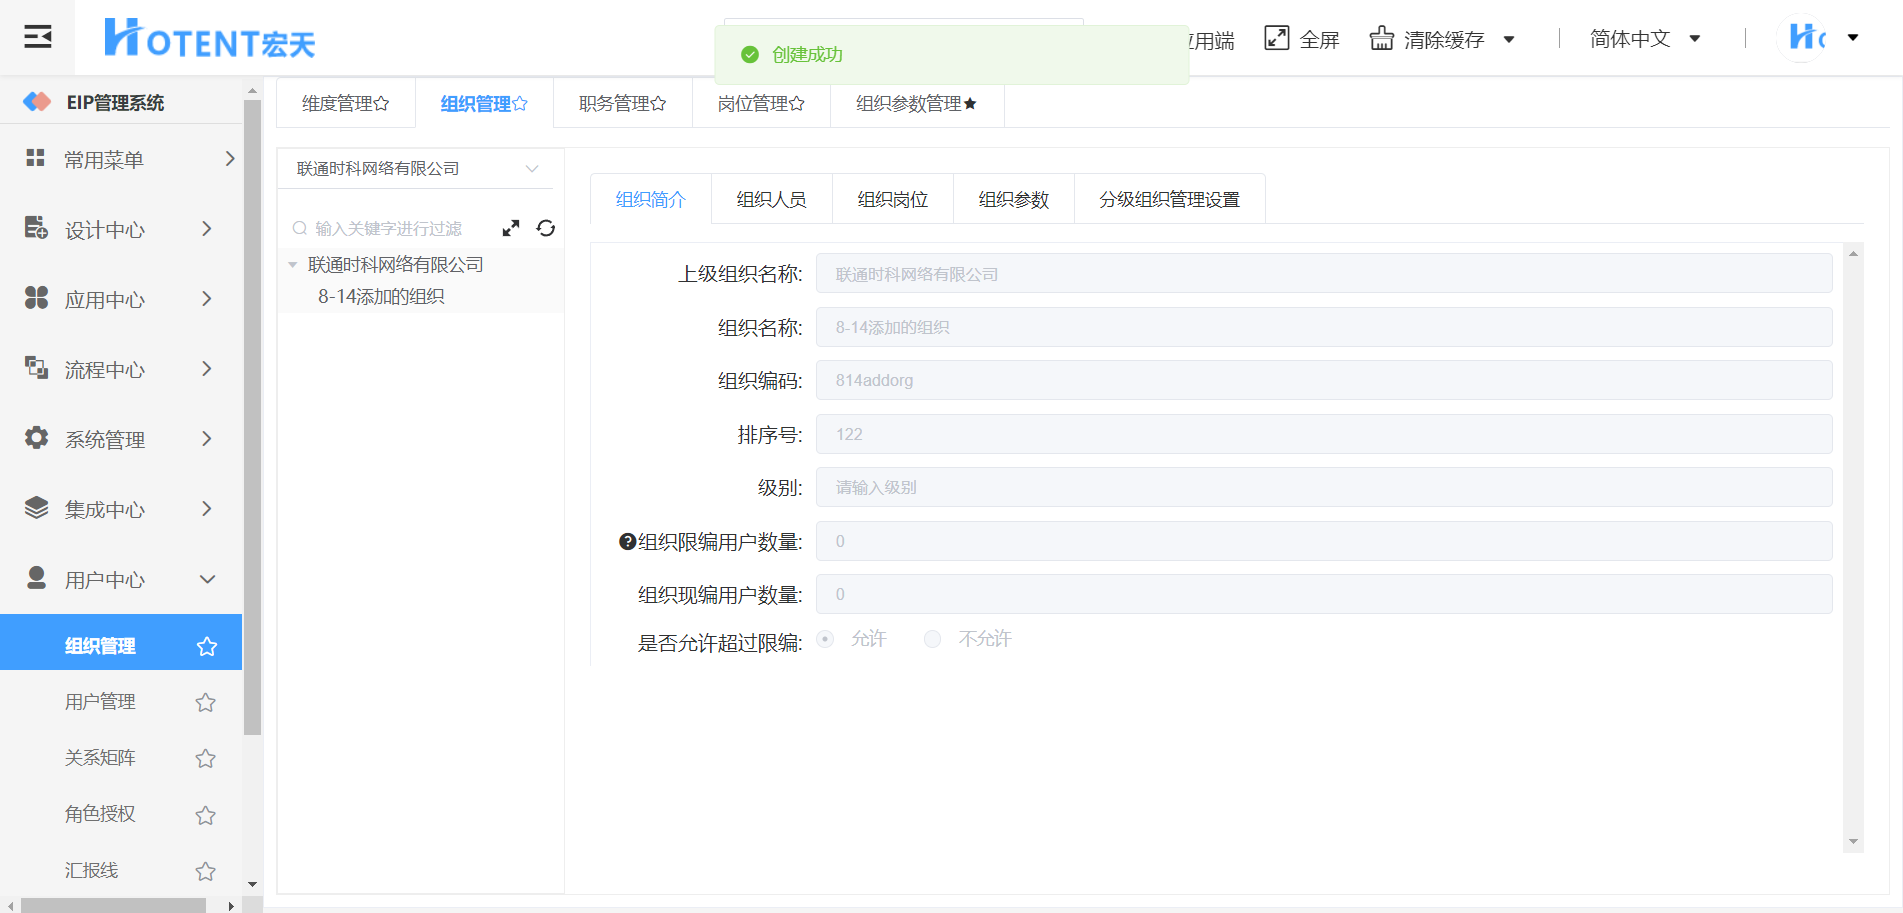 HOTENT宏天
创建成功
用端
全屏
清除缓存
简体中文
EIP管理系统
常用菜单
设计中心
应用中心
流程中心
系统管理
集成中心
用户中心
组织管理
用户管理
关系矩阵
角色授权
汇报线
维度管理
组织管理
职务管理
岗位管理
组织参数管理
联通时科网络有限公司
输入关键字进行过滤
联通时科网络有限公司
8-14添加的组织
组织简介
组织人员
组织岗位
组织参数
分级组织管理设置
上级组织名称: 联通时科网络有限公司
组织名称: 8-14添加的组织
组织编码: 814addorg
排序号: 122
级别: 请输入级别
组织限编用户数量: 0
组织现编用户数量: 0
是否允许超过限编: 允许 不允许